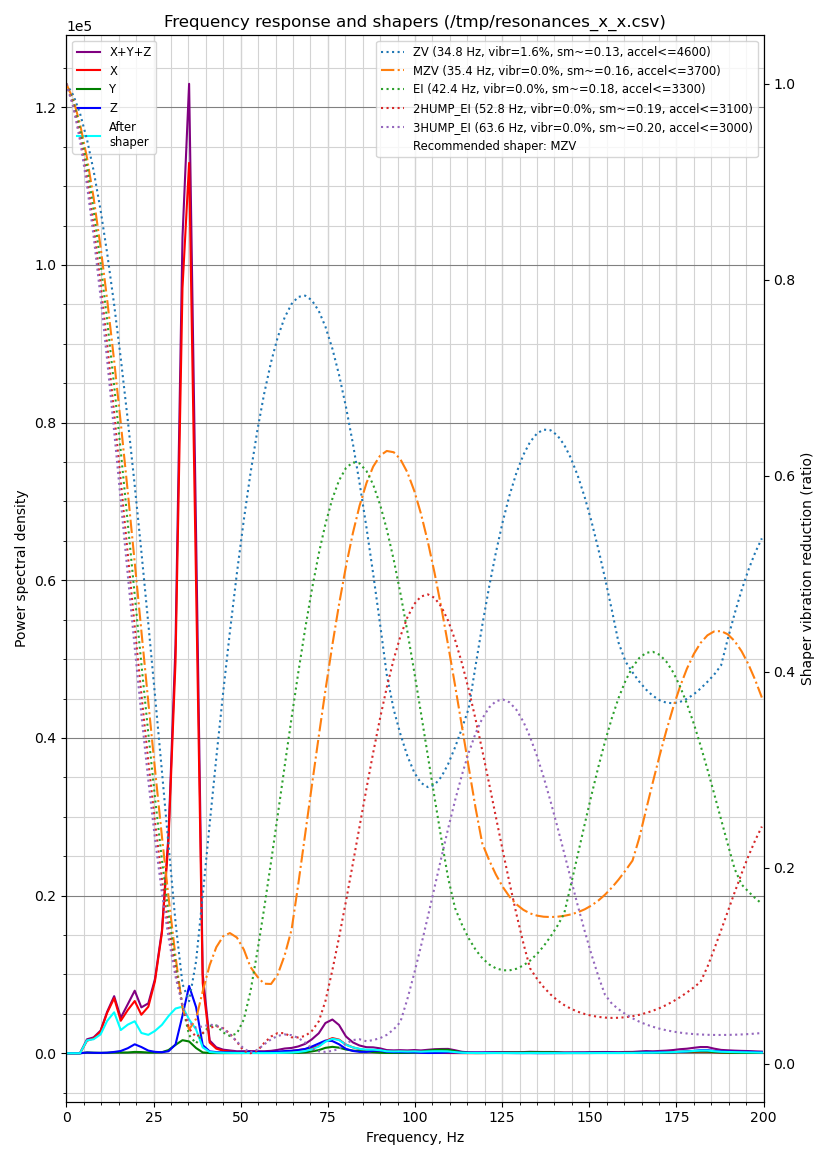 Frequency response and shapers (/tmp/resonances_x_x.csv)
1e5
X+Y+Z
X
Y
Z
After
shaper
ZV (34.8 Hz, vibr=1.6%, sm~=0.13, accel<=4600)
MZV (35.4 Hz, vibr=0.0%, sm~=0.16, accel<=3700)
EI (42.4 Hz, vibr=0.0%, sm~=0.18, accel<=3300)
2HUMP_EI (52.8 Hz, vibr=0.0%, sm~=0.19, accel<=3100)
3HUMP_EI (63.6 Hz, vibr=0.0%, sm~=0.20, accel<=3000)
Recommended shaper: MZV
1.2
1.0
0.8
0.6
0.4
0.2
0.0
Power spectral density
1.0
0.8
0.6
0.4
0.2
0.0
Shaper vibration reduction (ratio)
0 25 50 75 100 125 150 175 200
Frequency, Hz